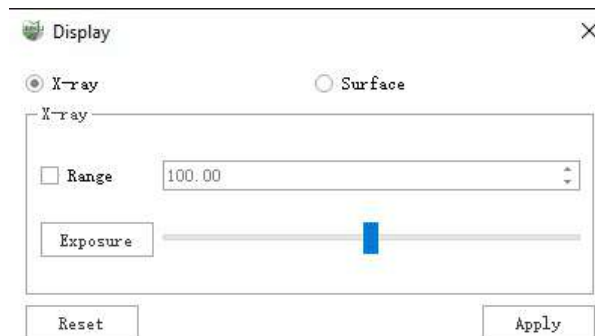 Display
X-ray
Surface
X-ray
Range
100.00
Exposure
Reset
Apply